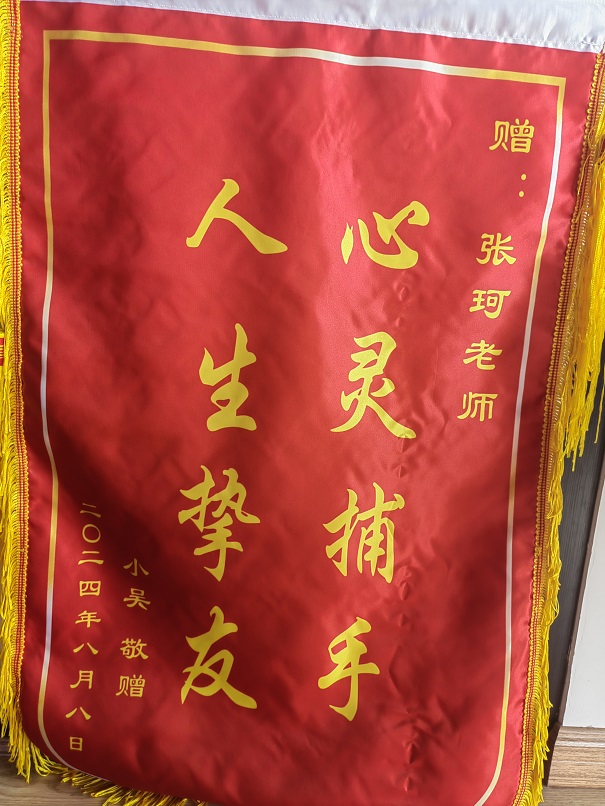 赠：张珂老师
心灵捕手
人生挚友
小吴 敬赠
二〇二四年八月八日